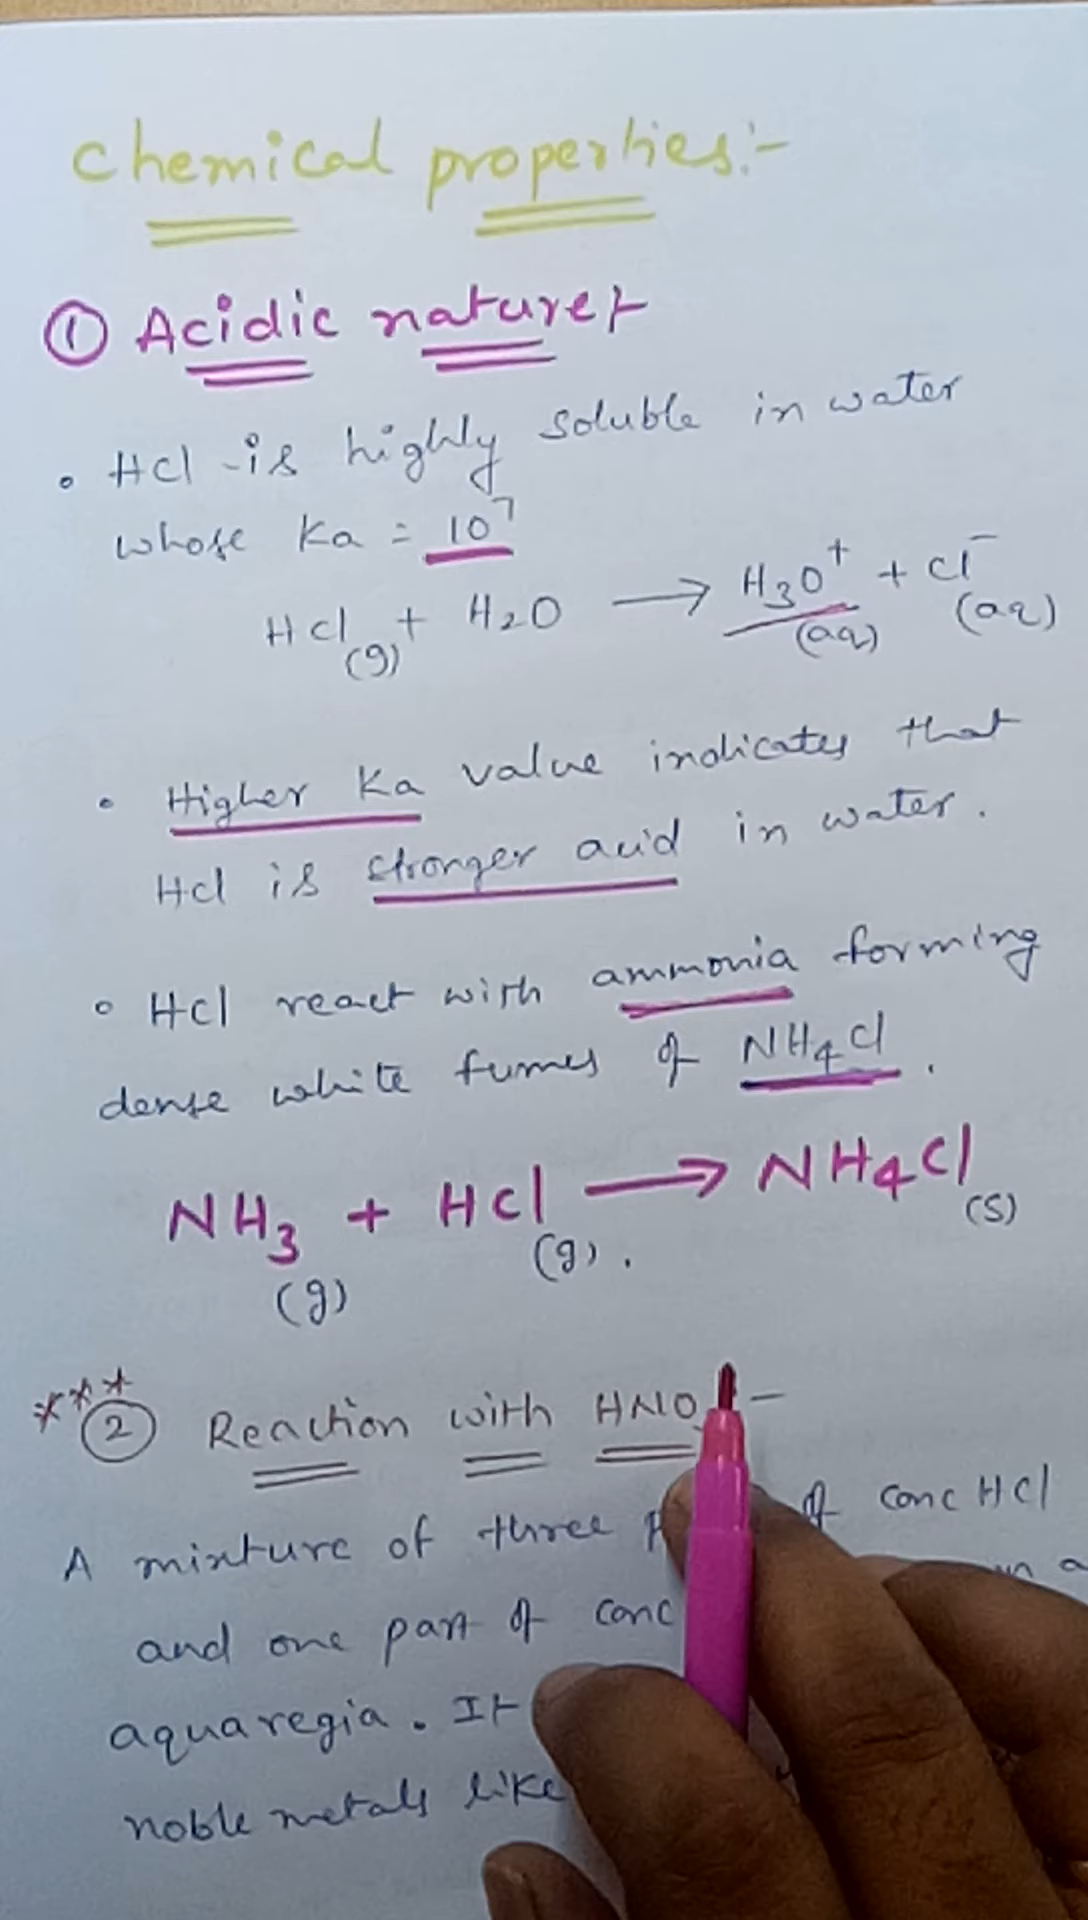 Chemical properties:-
① Acidic nature:-
• HCl is highly soluble in water
whose Ka = 10⁷
HCl(g) + H₂O → H₃O⁺(aq) + Cl⁻(aq)
• Higher Ka value indicates that
HCl is stronger acid in water.
• HCl react with ammonia forming
dense white fumes of NH₄Cl.
NH₃(g) + HCl(g). → NH₄Cl(s)
*** ② Reaction with HNO -
A mixture of three of conc HCl
and one part of conc
aquaregia. It
noble metals like